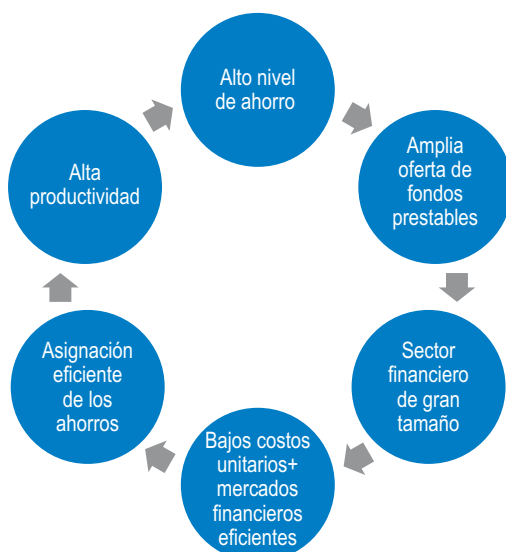 Alto nivel
de ahorro
Amplia
oferta de
fondos
prestables
Sector
financiero
de gran
tamaño
Bajos costos
unitarios+
mercados
financieros
eficientes
Asignación
eficiente
de los
ahorros
Alta
productividad